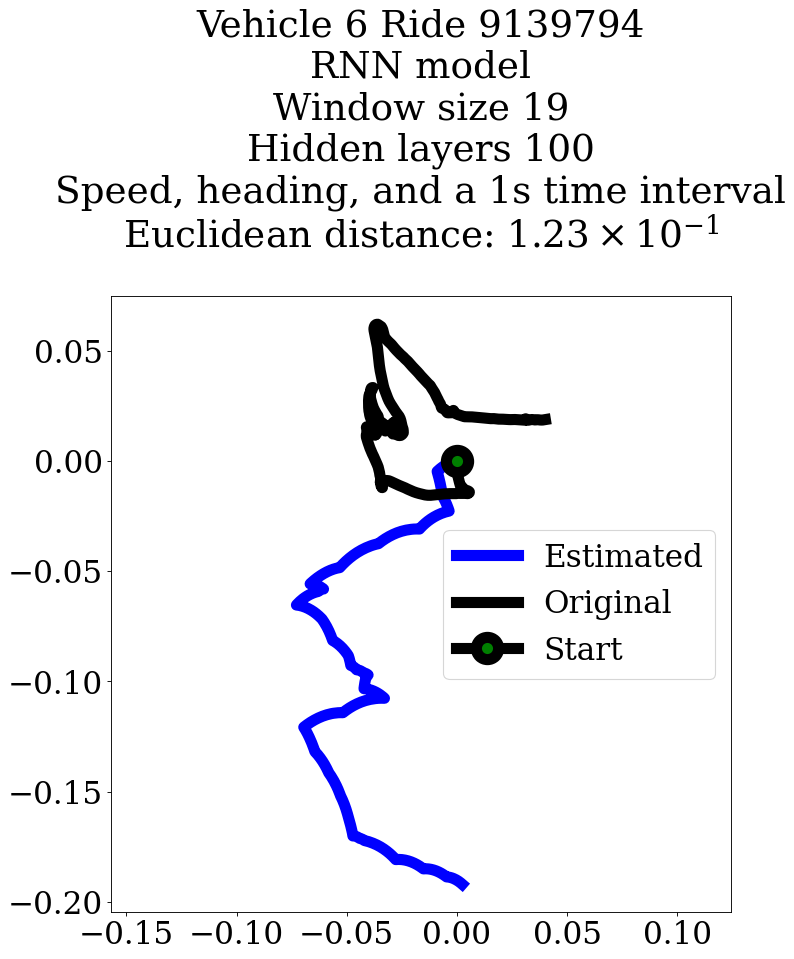 Vehicle 6 Ride 9139794
RNN model
Window size 19
Hidden layers 100
Speed, heading, and a 1s time interval
Euclidean distance: 1.23 × 10⁻¹
0.05
0.00
−0.05
−0.10
−0.15
−0.20
Estimated
Original
Start
−0.15 −0.10 −0.05 0.00 0.05 0.10